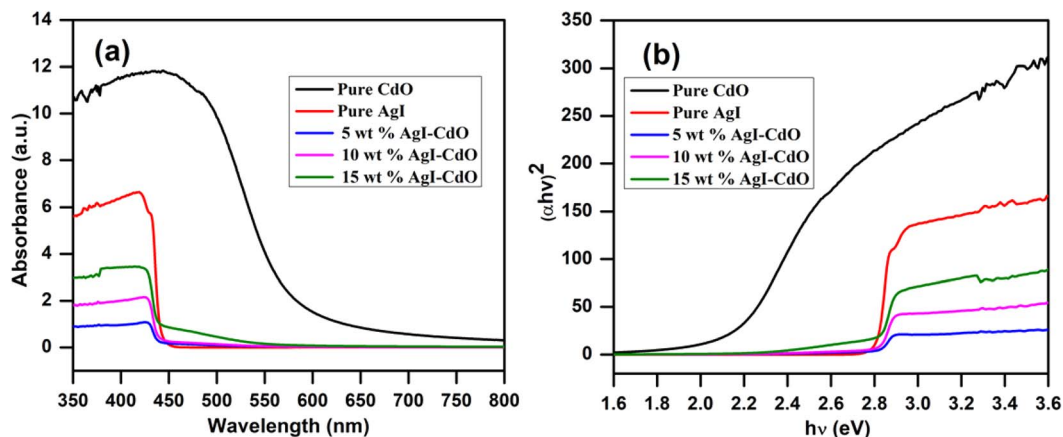 (a)
14
12
10
8
6
4
2
0
Absorbance (a.u.)
Pure CdO
Pure AgI
5 wt % AgI-CdO
10 wt % AgI-CdO
15 wt % AgI-CdO
350 400 450 500 550 600 650 700 750 800
Wavelength (nm)
(b)
350
300
250
200
150
100
50
0
(αhν)2
Pure CdO
Pure AgI
5 wt % AgI-CdO
10 wt % AgI-CdO
15 wt % AgI-CdO
1.6 1.8 2.0 2.2 2.4 2.6 2.8 3.0 3.2 3.4 3.6
hν (eV)